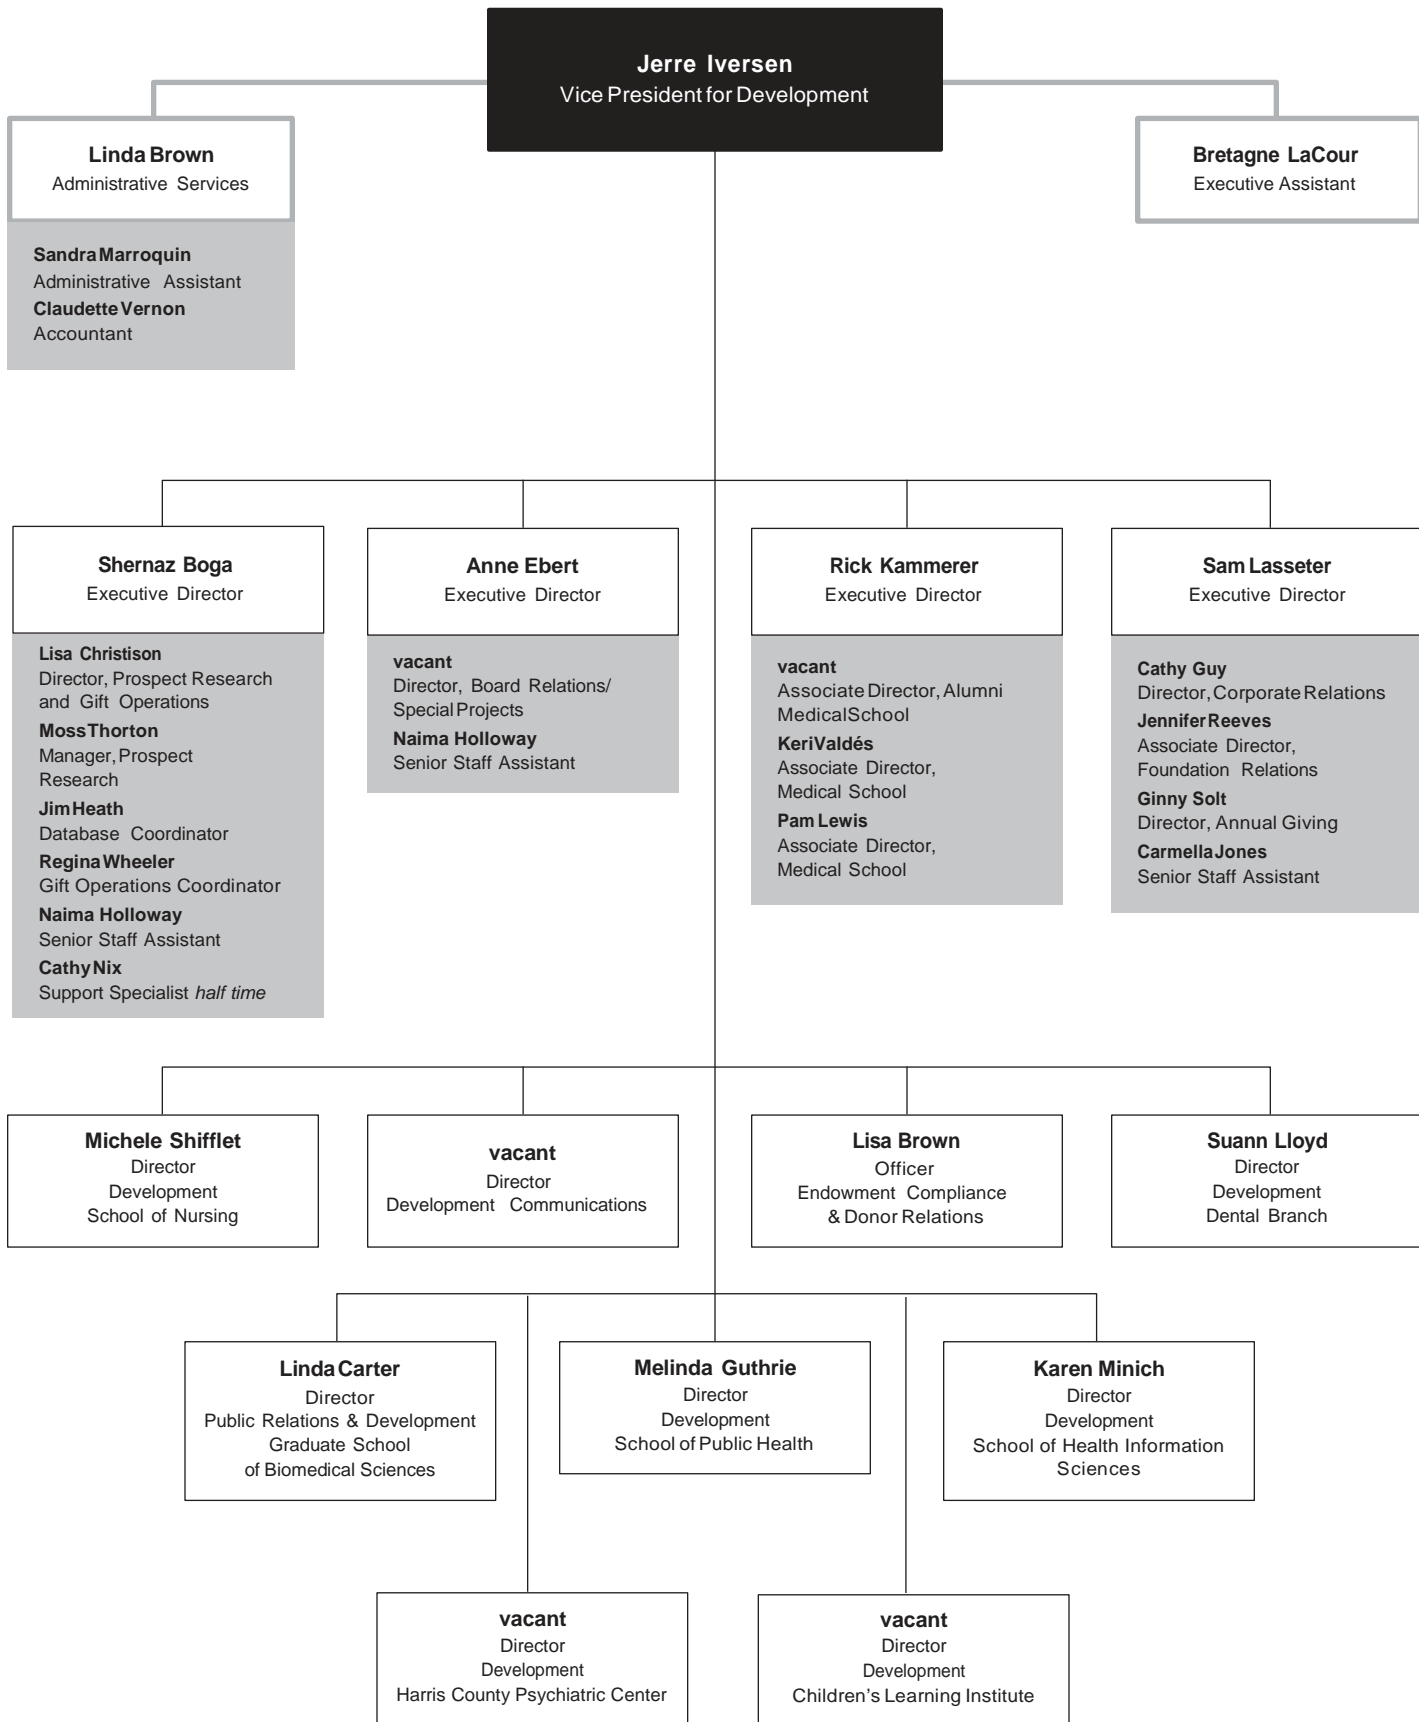 Jerre Iversen
Vice President for Development
Linda Brown
Administrative Services
Sandra Marroquin
Administrative Assistant
Claudette Vernon
Accountant
Bretagne LaCour
Executive Assistant
Shernaz Boga
Executive Director
Lisa Christison
Director, Prospect Research
and Gift Operations
Moss Thorton
Manager, Prospect
Research
Jim Heath
Database Coordinator
Regina Wheeler
Gift Operations Coordinator
Naima Holloway
Senior Staff Assistant
Cathy Nix
Support Specialist half time
Anne Ebert
Executive Director
vacant
Director, Board Relations/
Special Projects
Naima Holloway
Senior Staff Assistant
Rick Kammerer
Executive Director
vacant
Associate Director, Alumni
Medical School
Keri Valdés
Associate Director,
Medical School
Pam Lewis
Associate Director,
Medical School
Sam Lasseter
Executive Director
Cathy Guy
Director, Corporate Relations
Jennifer Reeves
Associate Director,
Foundation Relations
Ginny Solt
Director, Annual Giving
Carmella Jones
Senior Staff Assistant
Michele Shifflet
Director
Development
School of Nursing
vacant
Director
Development Communications
Lisa Brown
Officer
Endowment Compliance
& Donor Relations
Suann Lloyd
Director
Development
Dental Branch
Linda Carter
Director
Public Relations & Development
Graduate School
of Biomedical Sciences
Melinda Guthrie
Director
Development
School of Public Health
Karen Minich
Director
Development
School of Health Information
Sciences
vacant
Director
Development
Harris County Psychiatric Center
vacant
Director
Development
Children's Learning Institute